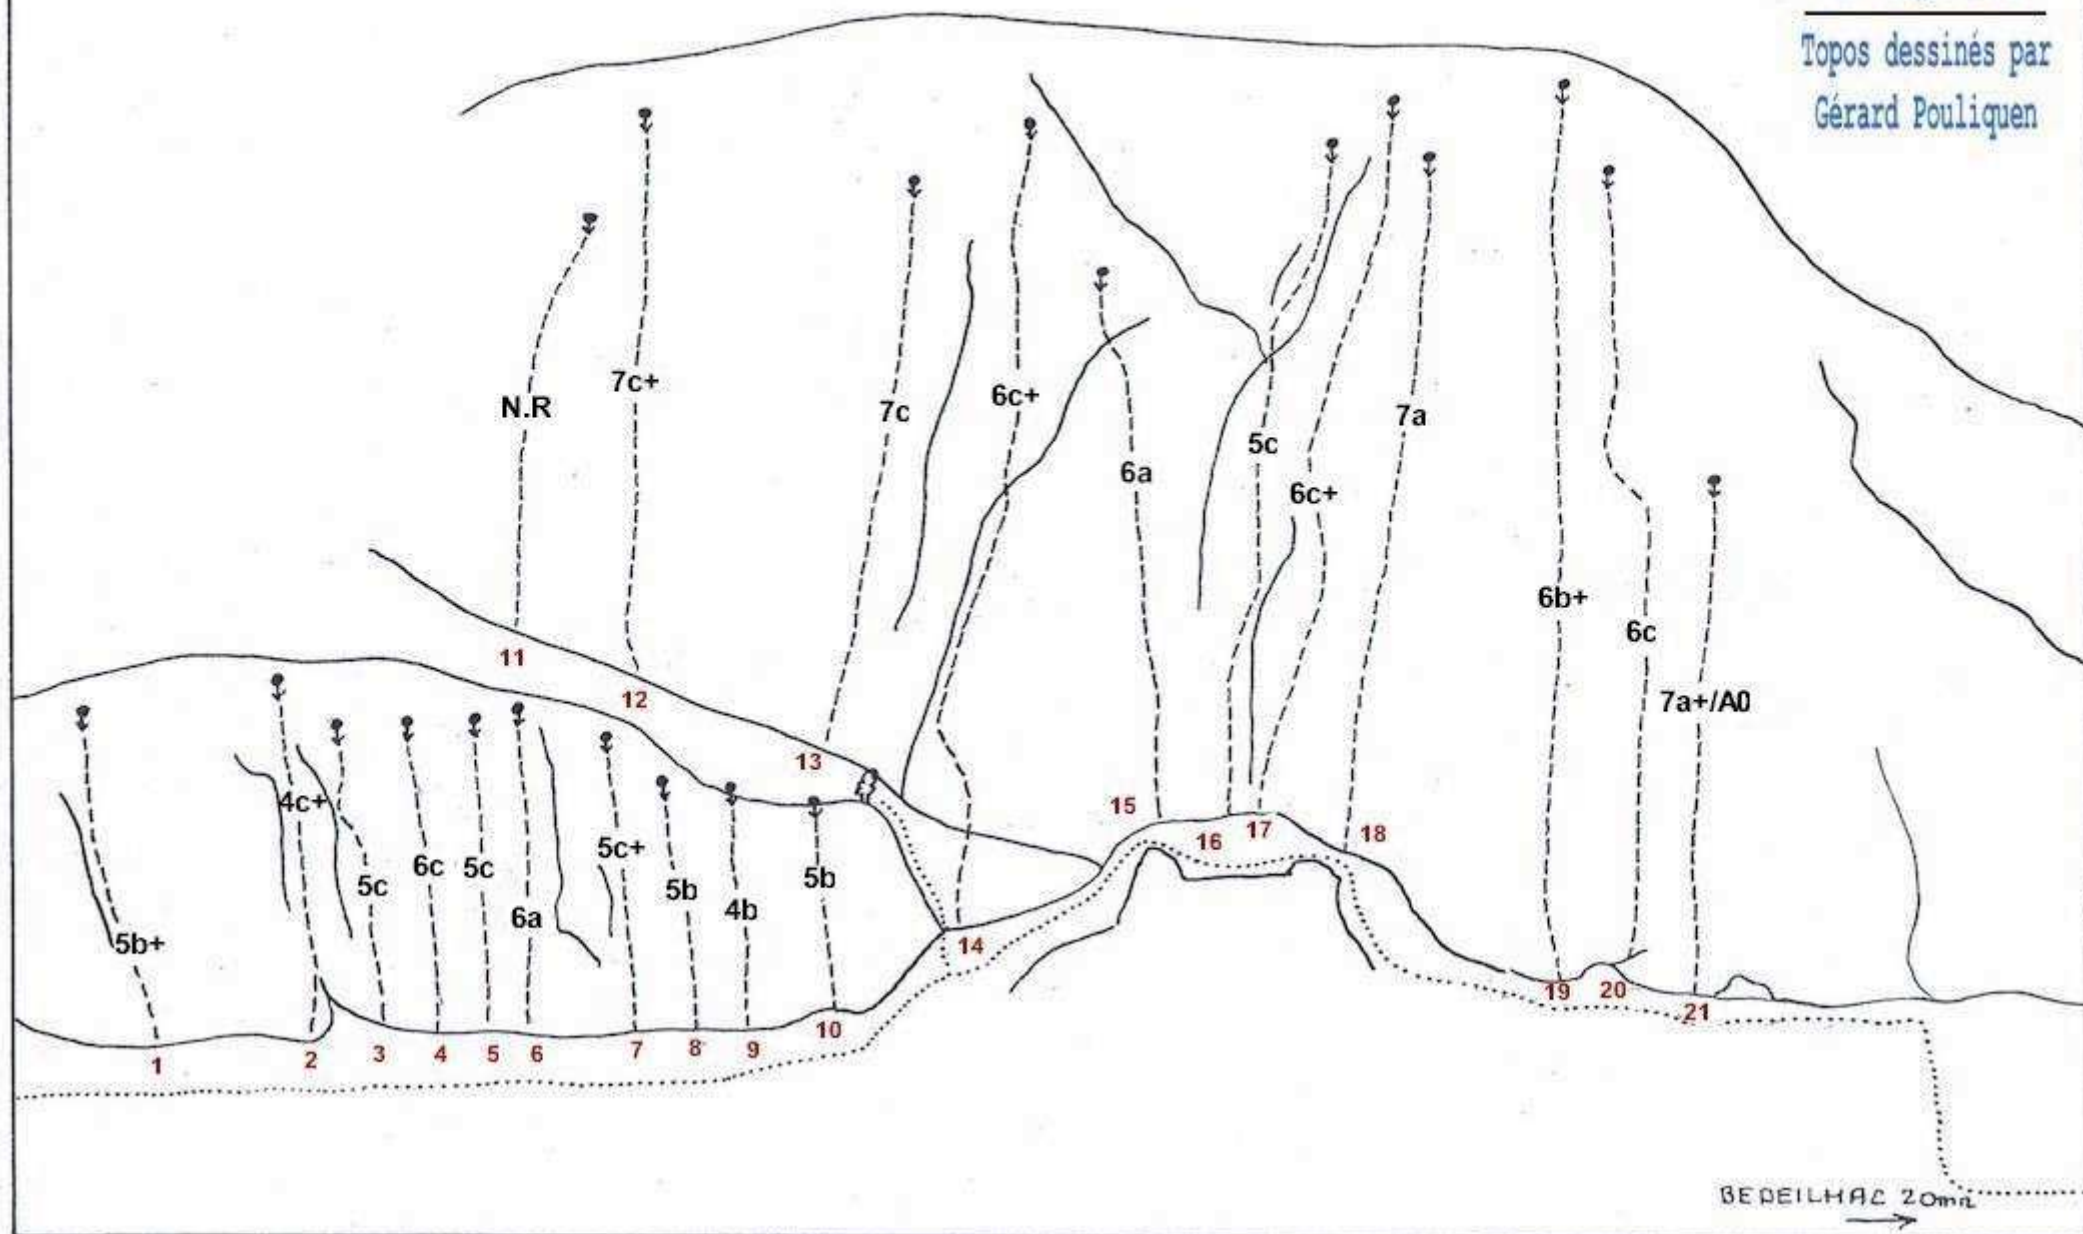 Topos dessinés par
Gérard Pouliquen
7c+
N.R
7c
6c+
6a
5c
6c+
7a
6b+
6c
7a+/A0
11
12
13
15
16
17
18
14
19
20
21
4c+
5c
6c
5c
6a
5c+
5b
4b
5b
5b+
1
2
3
4
5
6
7
8
9
10
BEDEILHAC 20mn